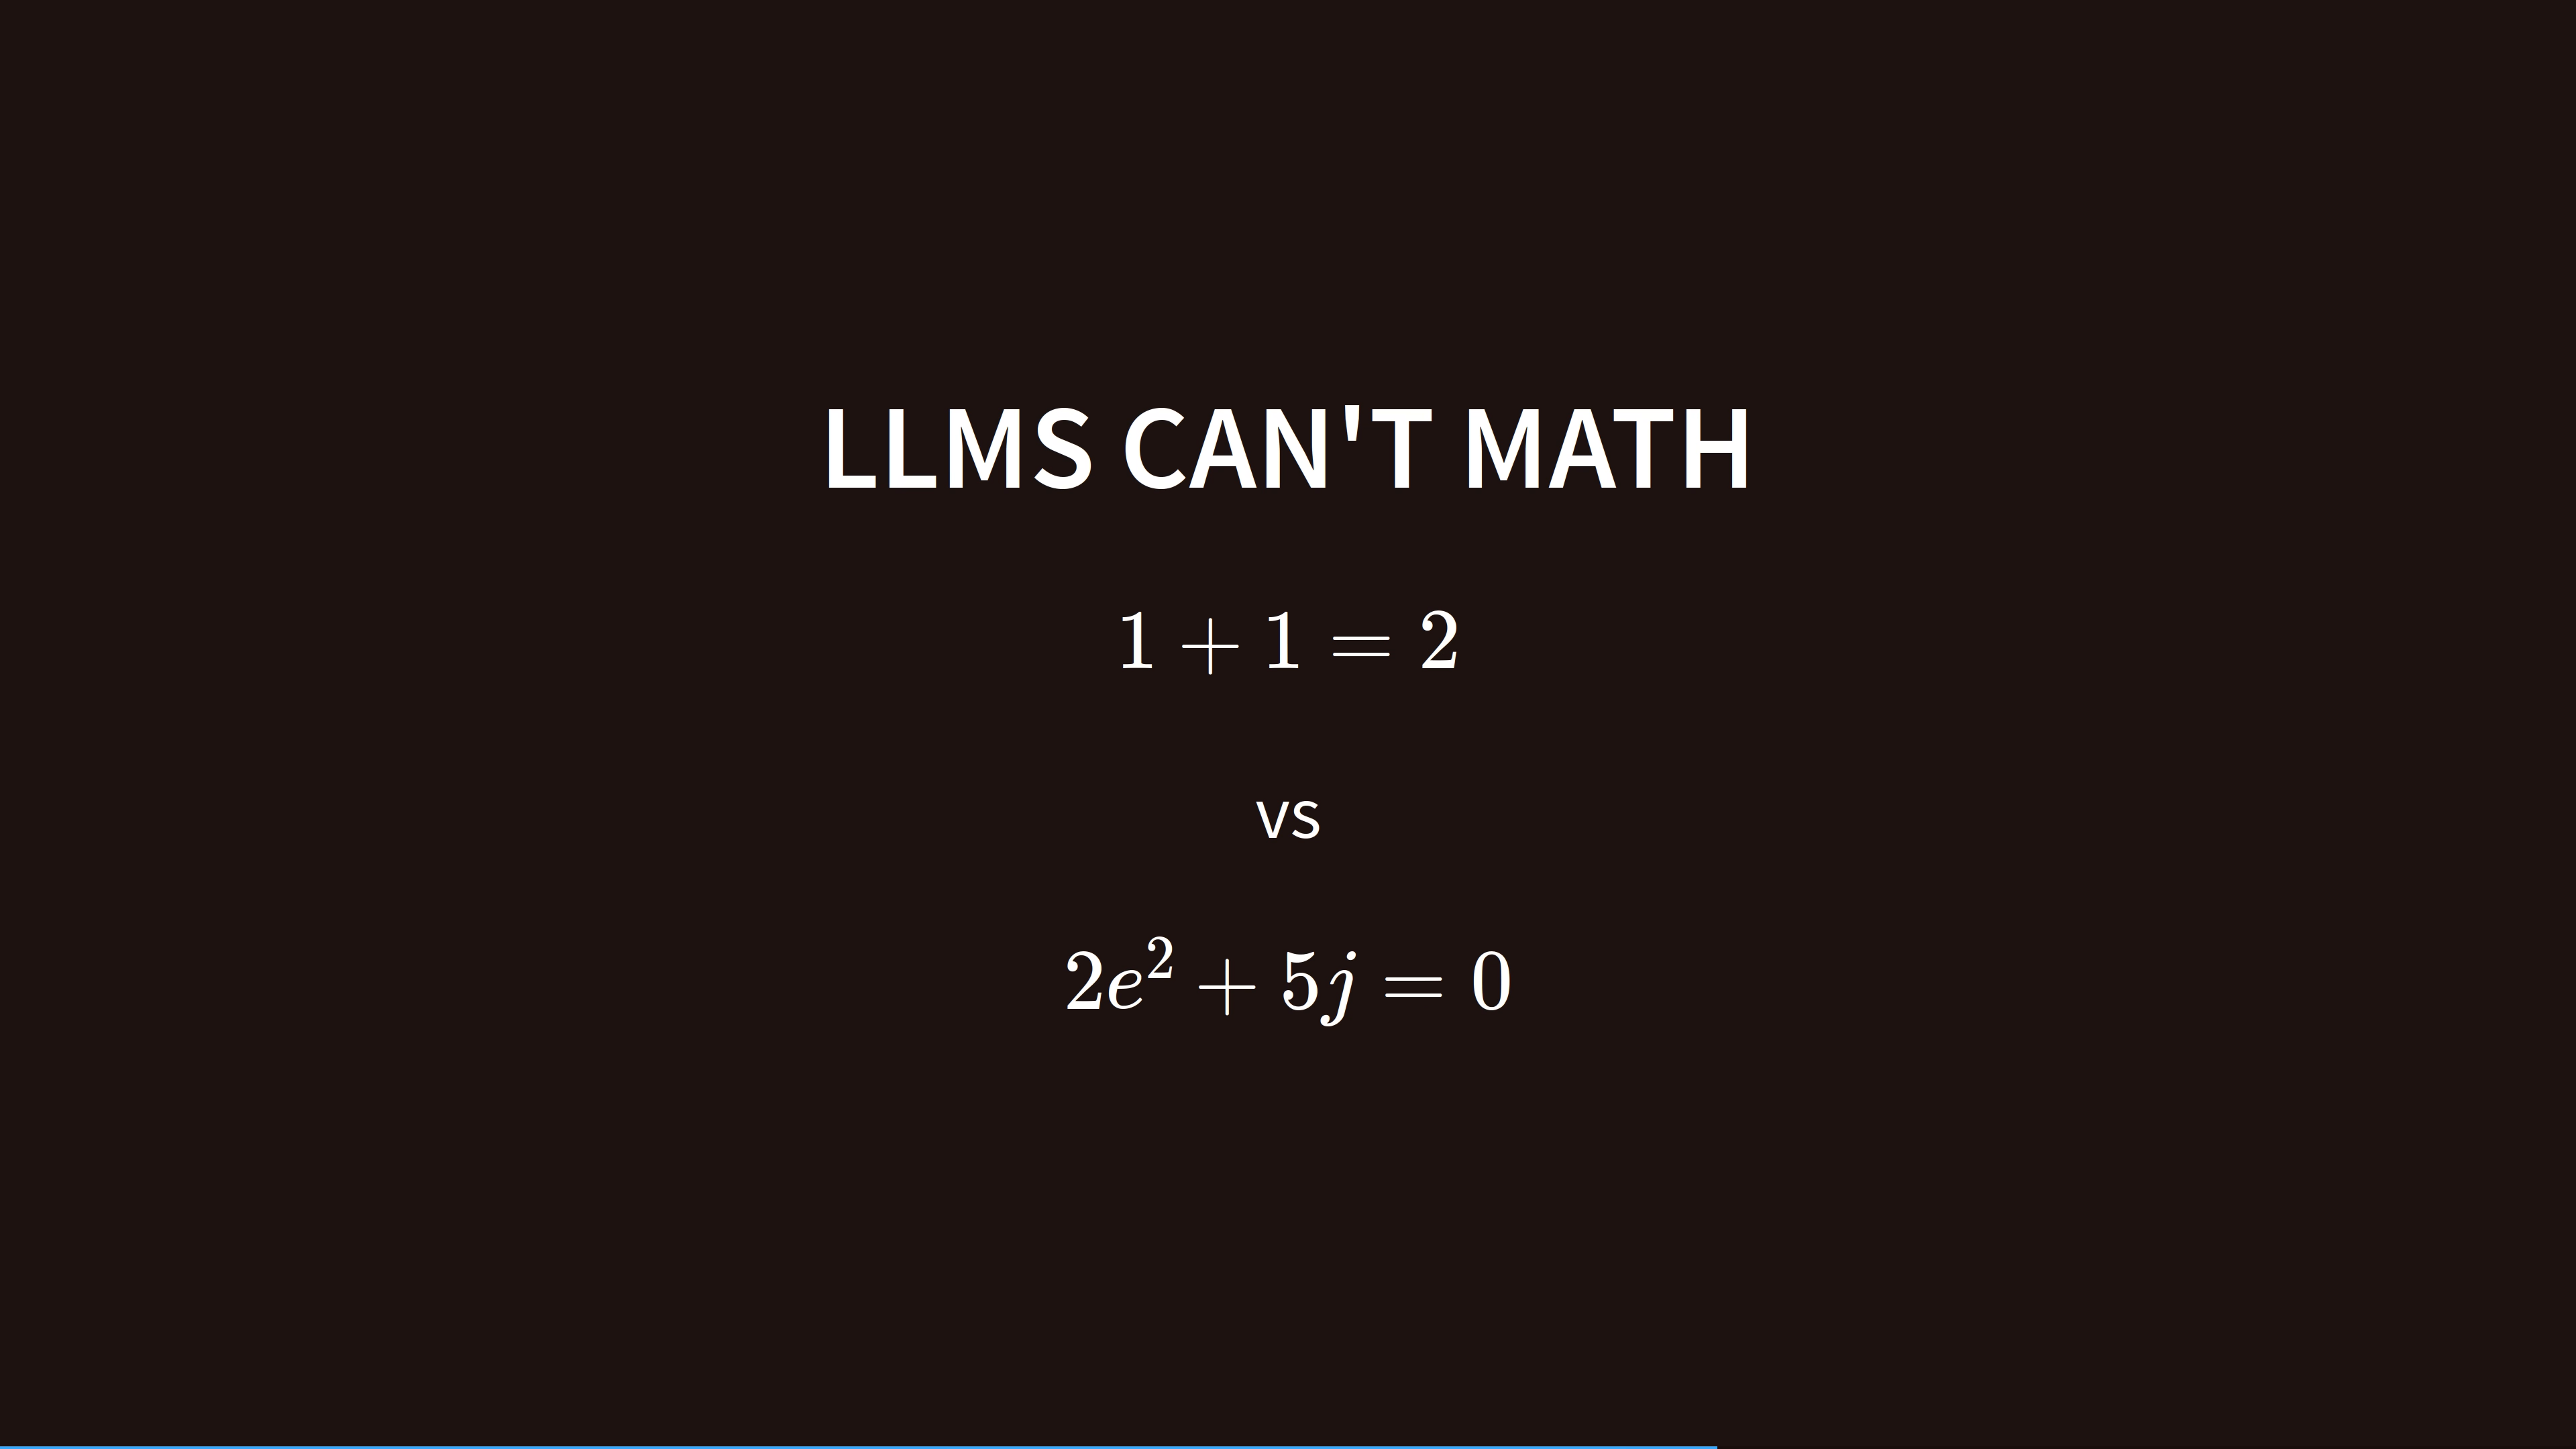 LLMS CAN'T MATH
1 + 1 = 2
vs
2e² + 5j = 0